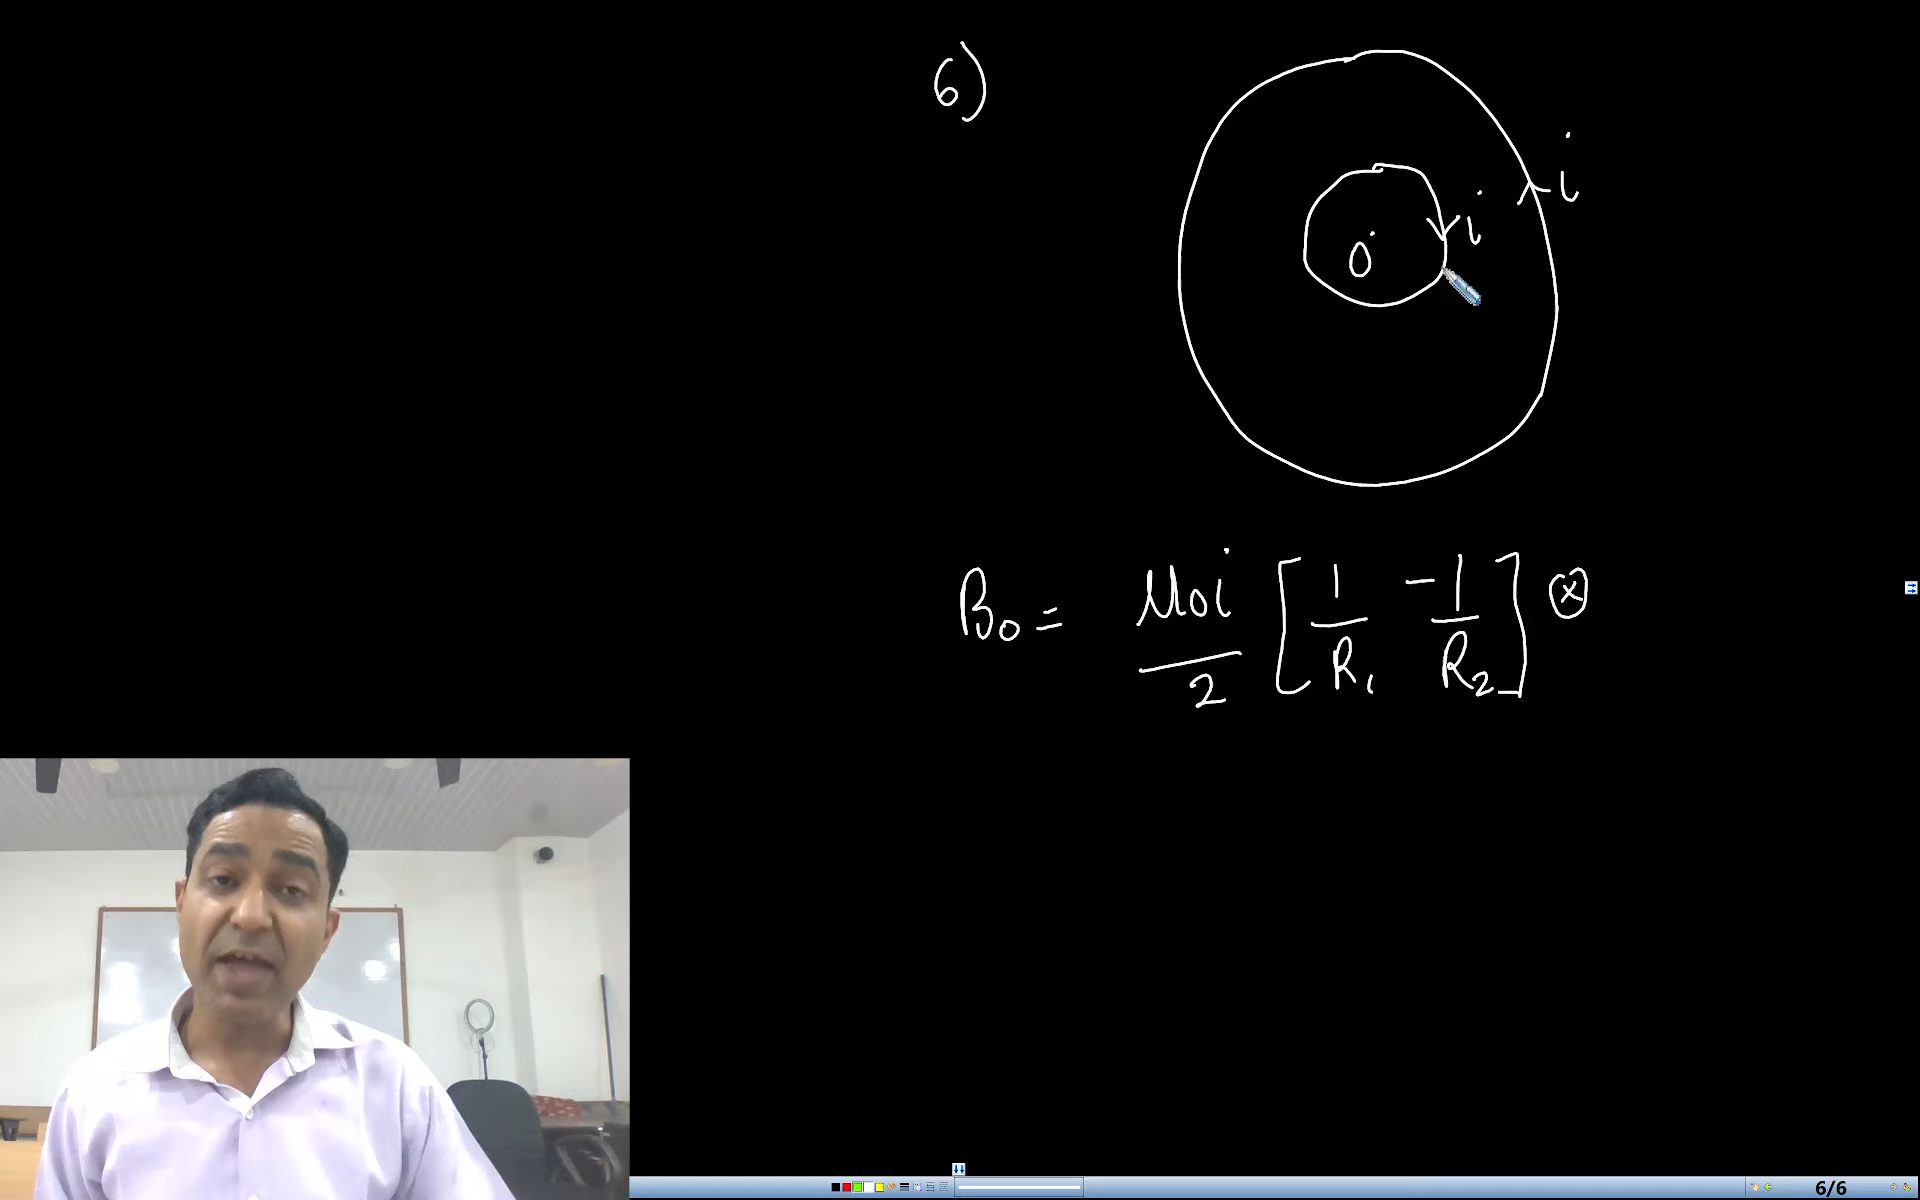 6)
i
i
O
B₀ = μ₀i / 2 [ 1/R₁ - 1/R₂ ] ⊗
6/6